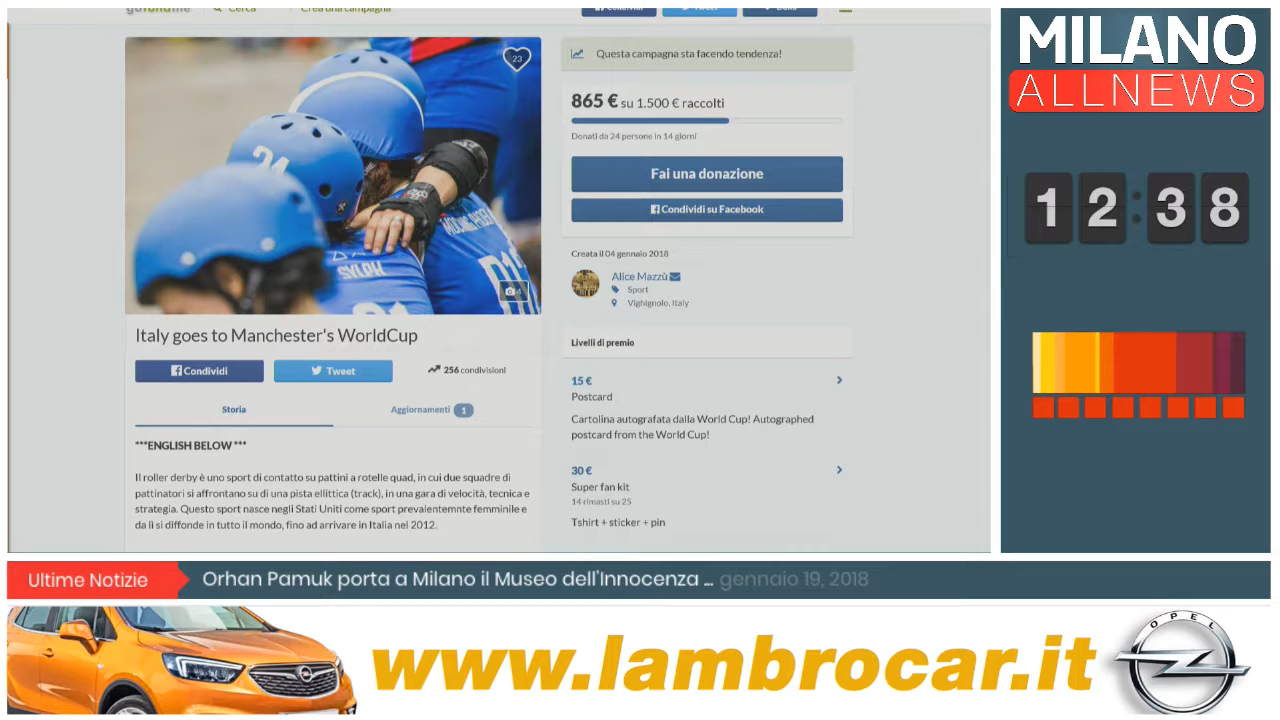 gofundme
Cerca
Crea una campagna
Condividi
Tweet
23
24
SYLPH
4
Questa campagna sta facendo tendenza!
865 € su 1.500 € raccolti
Donati da 24 persone in 14 giorni
Fai una donazione
Condividi su Facebook
Creata il 04 gennaio 2018
Alice Mazzù
Sport
Vighignolo, Italy
Livelli di premio
15 €
Postcard
Cartolina autografata dalla World Cup! Autographed
postcard from the World Cup!
30 €
Super fan kit
14 rimasti su 25
Tshirt + sticker + pin
Italy goes to Manchester's WorldCup
Condividi
Tweet
256 condivisioni
Storia
Aggiornamenti 1
***ENGLISH BELOW ***
Il roller derby è uno sport di contatto su pattini a rotelle quad, in cui due squadre di
pattinatori si affrontano su di una pista ellittica (track), in una gara di velocità, tecnica e
strategia. Questo sport nasce negli Stati Uniti come sport prevalentemnte femminile e
da lì si diffonde in tutto il mondo, fino ad arrivare in Italia nel 2012.
MILANO
ALLNEWS
12:38
Ultime Notizie
Orhan Pamuk porta a Milano il Museo dell'Innocenza ... gennaio 19, 2018
www.lambrocar.it
OPEL